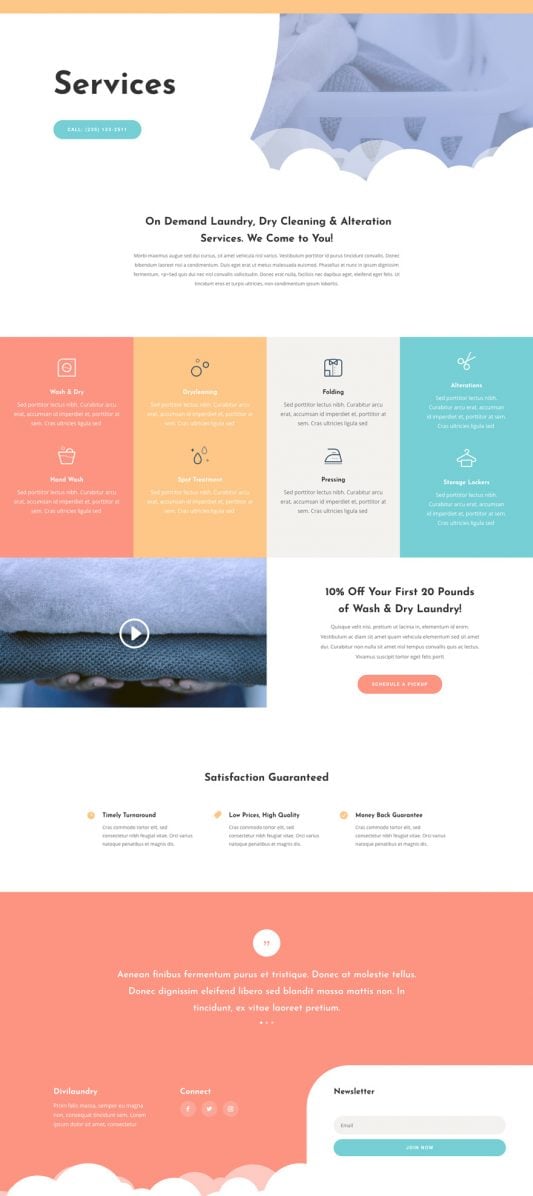 Services
CALL: (235) 123-2511
On Demand Laundry, Dry Cleaning & Alteration
Services. We Come to You!
Morbi maximus augue sed dui cursus, sit amet vehicula nisl varius. Vestibulum porttitor id purus tincidunt convallis. Donec
bibendum laoreet nisl a condimentum. Duis eget erat ut metus malesuada euismod. Phasellus et nunc in ipsum dignissim
fermentum. <p>Sed quis dui nec nisl convallis sollicitudin. Donec erat nulla, facilisis nec dapibus eget, eleifend eget felis. Ut
tincidunt eros et turpis ultricies, non condimentum ipsum lobortis.
Wash & Dry
Sed porttitor lectus nibh. Curabitur arcu
erat, accumsan id imperdiet et, porttitor at
sem. Cras ultricies ligula sed
Hand Wash
Sed porttitor lectus nibh. Curabitur arcu
erat, accumsan id imperdiet et, porttitor at
sem. Cras ultricies ligula sed
Drycleaning
Sed porttitor lectus nibh. Curabitur arcu
erat, accumsan id imperdiet et, porttitor at
sem. Cras ultricies ligula sed
Spot Treatment
Sed porttitor lectus nibh. Curabitur arcu
erat, accumsan id imperdiet et, porttitor at
sem. Cras ultricies ligula sed
Folding
Sed porttitor lectus nibh. Curabitur arcu
erat, accumsan id imperdiet et, porttitor at
sem. Cras ultricies ligula sed
Pressing
Sed porttitor lectus nibh. Curabitur arcu
erat, accumsan id imperdiet et, porttitor at
sem. Cras ultricies ligula sed
Alterations
Sed porttitor lectus nibh.
Curabitur arcu erat, accumsan
id imperdiet et, porttitor at sem.
Cras ultricies ligula sed
Storage Lockers
Sed porttitor lectus nibh.
Curabitur arcu erat, accumsan
id imperdiet et, porttitor at sem.
Cras ultricies ligula sed
10% Off Your First 20 Pounds
of Wash & Dry Laundry!
Quisque velit nisi, pretium ut lacinia in, elementum id enim.
Vestibulum ac diam sit amet quam vehicula elementum sed sit amet
dui. Curabitur non nulla sit amet nisl tempus convallis quis ac lectus.
Vivamus suscipit tortor eget felis porti
SCHEDULE A PICKUP
Satisfaction Guaranteed
Timely Turnaround
Cras commodo tortor elit, sed
consectetur nibh feugiat vitae. Orci varius
natoque penatibus et magnis dis.
Low Prices, High Quality
Cras commodo tortor elit, sed
consectetur nibh feugiat vitae. Orci varius
natoque penatibus et magnis dis.
Money Back Guarantee
Cras commodo tortor elit, sed
consectetur nibh feugiat vitae. Orci varius
natoque penatibus et magnis dis.
Aenean finibus fermentum purus et tristique. Donec at molestie tellus.
Donec dignissim eleifend libero sed blandit massa mattis non. In
tincidunt, ex vitae laoreet pretium.
Divilaundry
Proin felis massa, semper eu magna
non, consequat tincidunt sem. Lorem
ipsum dolor sit amet, consectetur
Connect
Newsletter
Email
JOIN NOW